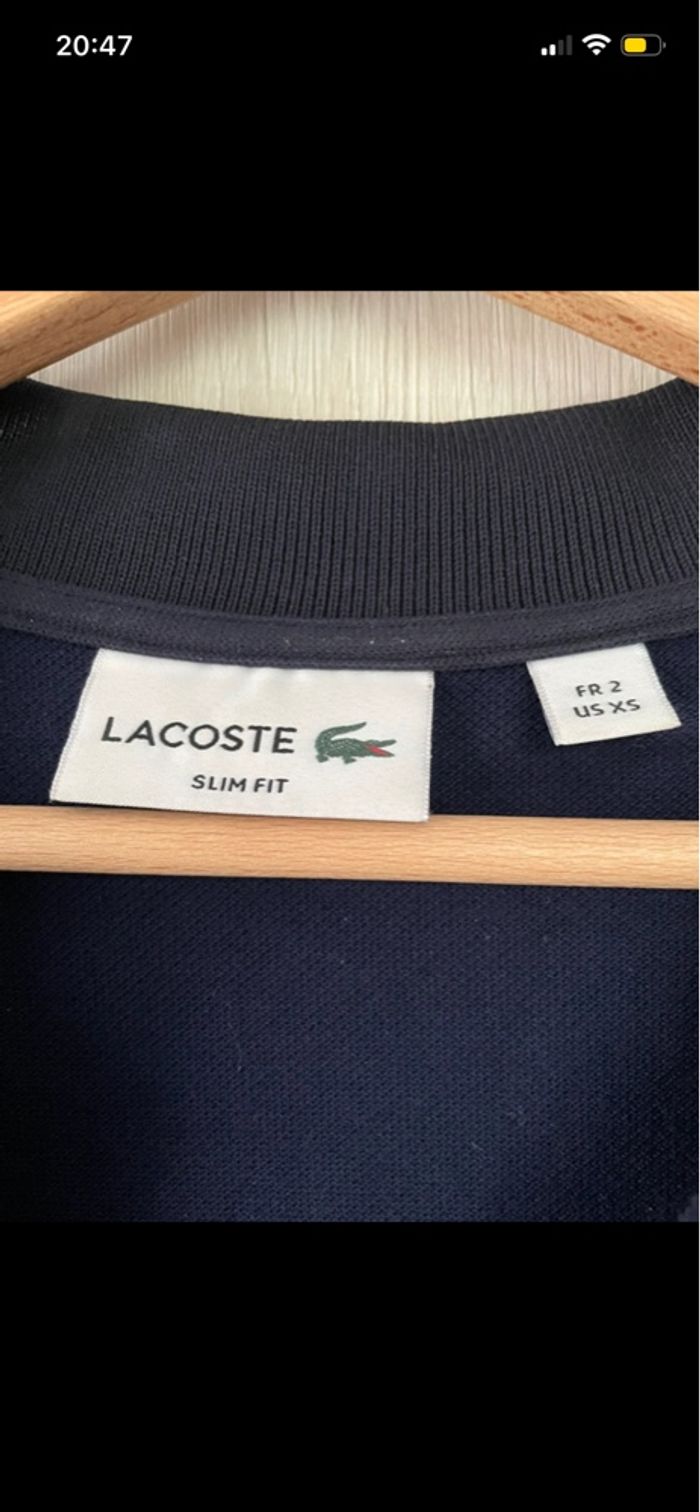 20:47
LACOSTE
SLIM FIT
FR 2
US XS